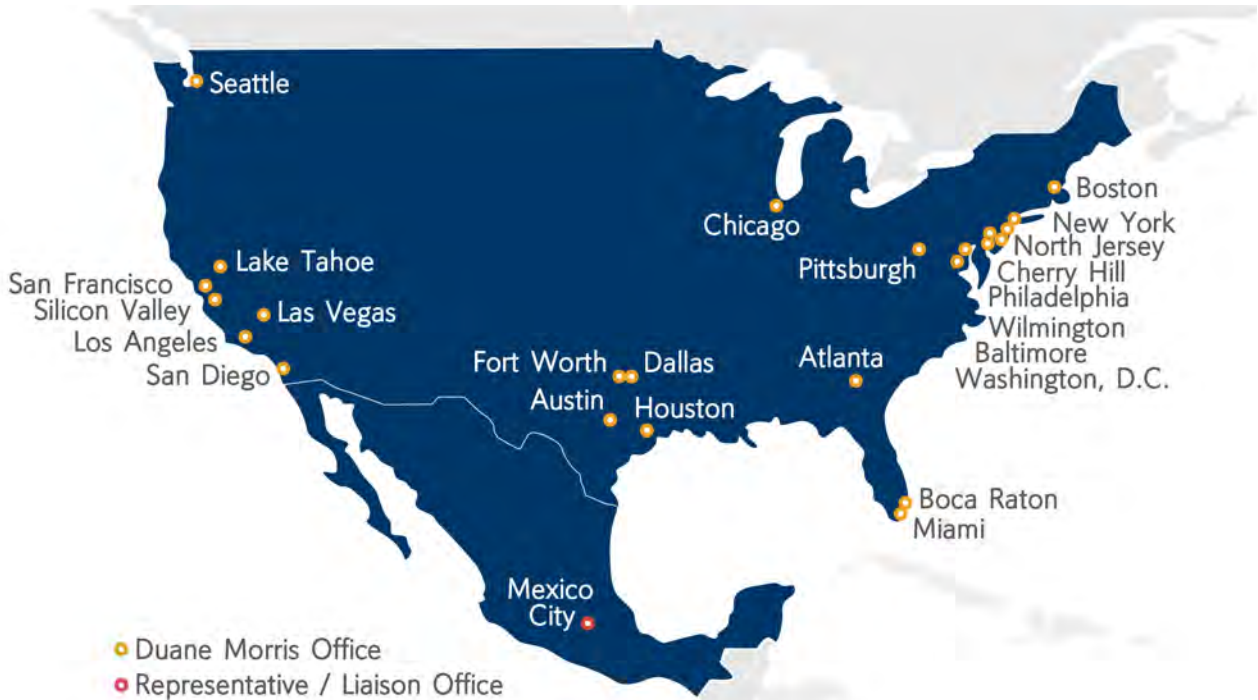 Seattle
Boston
Chicago
New York
North Jersey
Pittsburgh
Cherry Hill
Philadelphia
Wilmington
Baltimore
Washington, D.C.
Lake Tahoe
San Francisco
Silicon Valley
Las Vegas
Los Angeles
San Diego
Fort Worth
Dallas
Atlanta
Austin
Houston
Boca Raton
Miami
Mexico
City
Duane Morris Office
Representative / Liaison Office